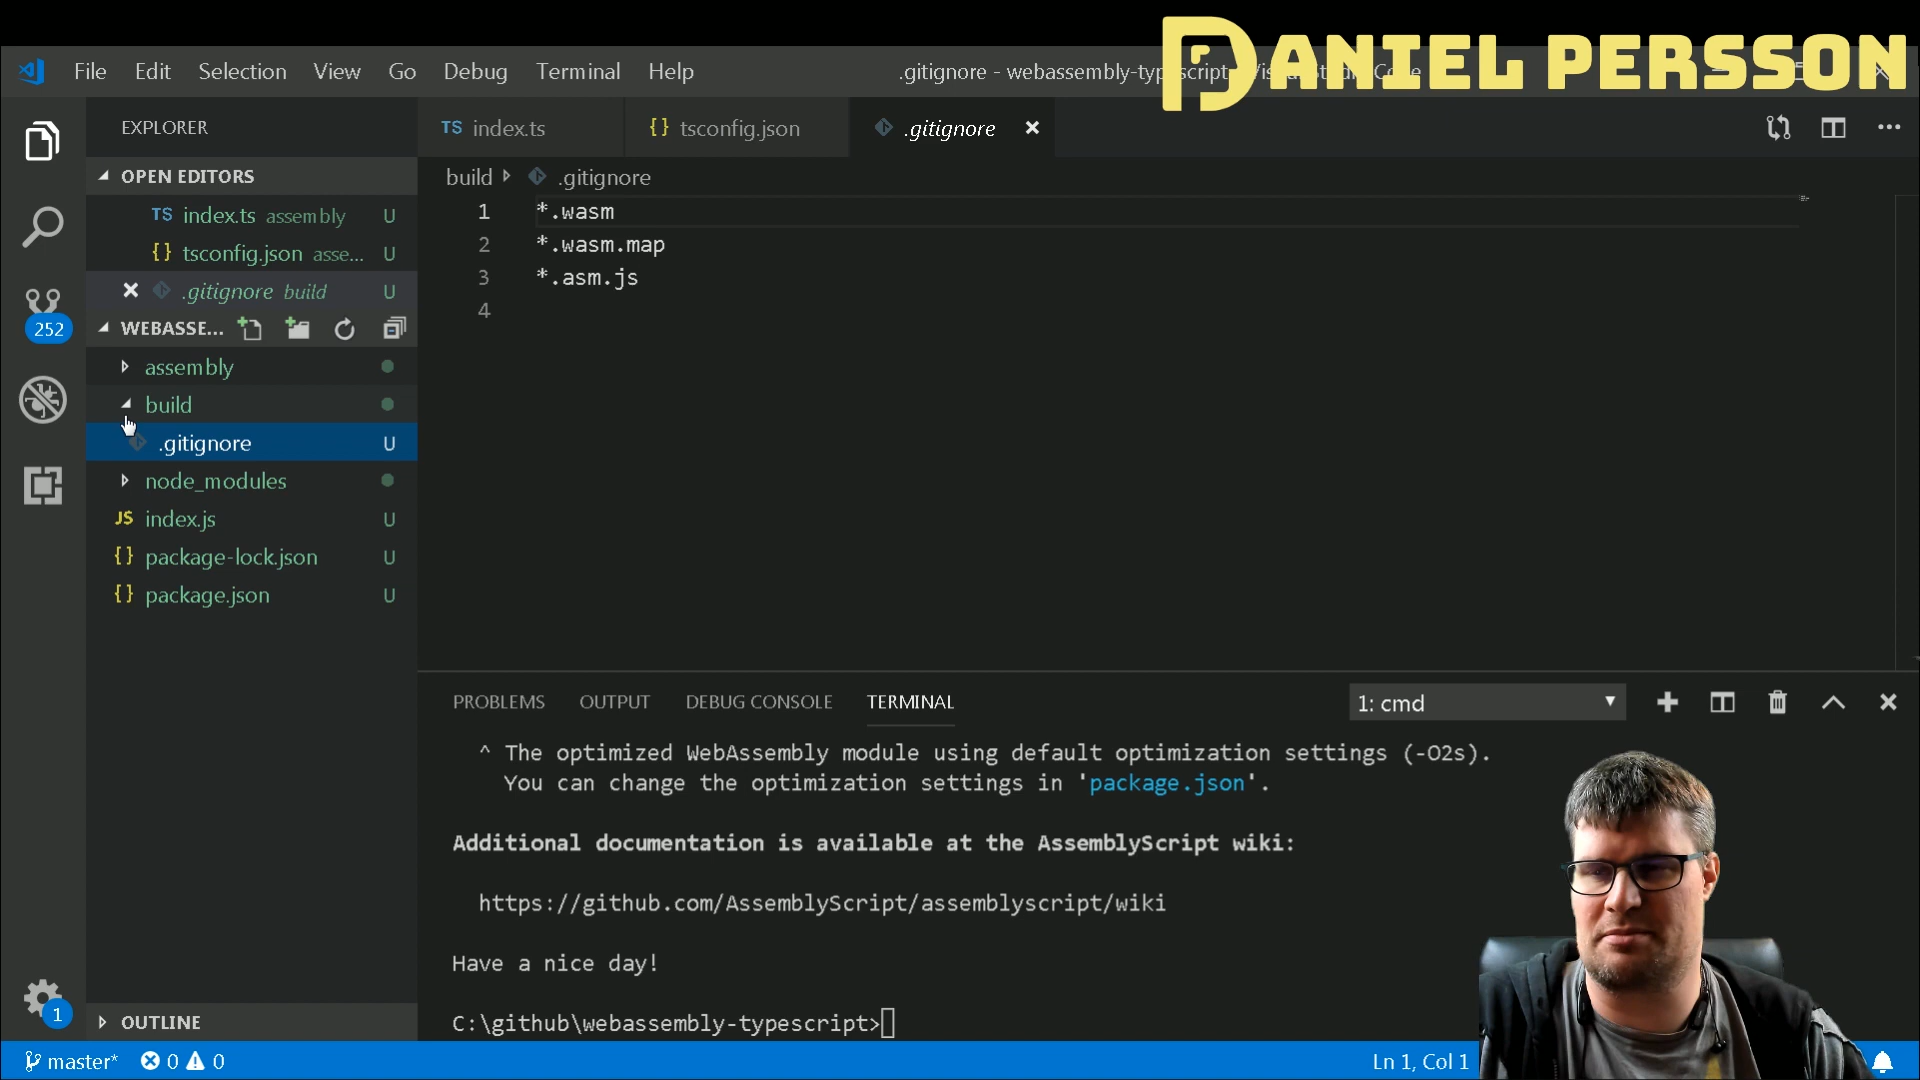 DANIEL PERSSON
File Edit Selection View Go Debug Terminal Help
.gitignore - webassembly-typescript
EXPLORER
OPEN EDITORS
TS index.ts assembly U
{} tsconfig.json asse... U
.gitignore build U
252
WEBASSE...
assembly
build
.gitignore U
node_modules
JS index.js U
{} package-lock.json U
{} package.json U
OUTLINE
1
TS index.ts
{} tsconfig.json
.gitignore
build .gitignore
1 *.wasm
2 *.wasm.map
3 *.asm.js
4
PROBLEMS OUTPUT DEBUG CONSOLE TERMINAL
1: cmd
^ The optimized WebAssembly module using default optimization settings (-O2s).
You can change the optimization settings in 'package.json'.
Additional documentation is available at the AssemblyScript wiki:
https://github.com/AssemblyScript/assemblyscript/wiki
Have a nice day!
C:\github\webassembly-typescript>
master* 0 0
Ln 1, Col 1